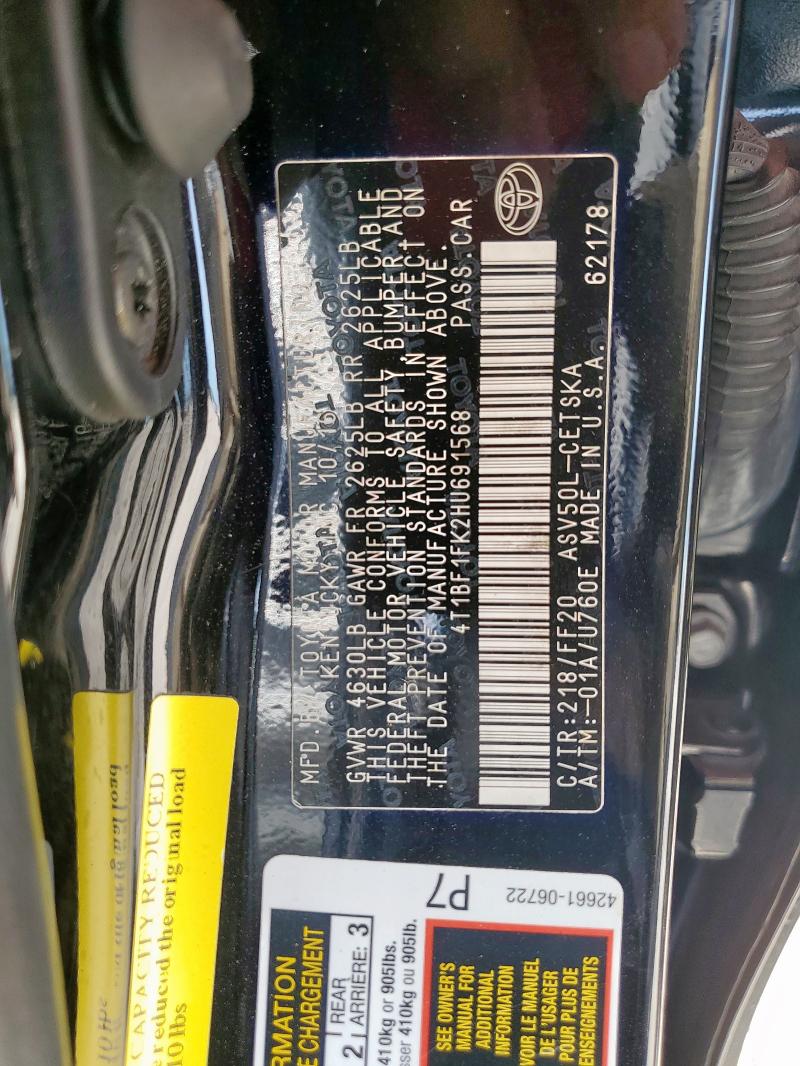 MFD. BY TOYOTA MOTOR MANUFACTURING
KENTUCKY INC 10/16
GVWR 4630LB GAWR FR 2625LB RR 2625LB
THIS VEHICLE CONFORMS TO ALL APPLICABLE
FEDERAL MOTOR VEHICLE SAFETY, BUMPER, AND
THEFT PREVENTION STANDARDS IN EFFECT ON
THE DATE OF MANUFACTURE SHOWN ABOVE.
4T1BF1FK2HU691568 PASS.CAR
C/TR:218/FF20 ASV50L-CETSKA
A/TM:-01A/U760E MADE IN U.S.A. 62178
CAPACITY REDUCED
reduced the original load
10 lbs
RMATION
E CHARGEMENT
2 REAR
ARRIÈRE: 3
410kg or 905lbs.
sser 410kg ou 905lb.
P7
42661-06722
SEE OWNER'S
MANUAL FOR
ADDITIONAL
INFORMATION
VOIR LE MANUEL
DE L'USAGER
POUR PLUS DE
RENSEIGNEMENTS